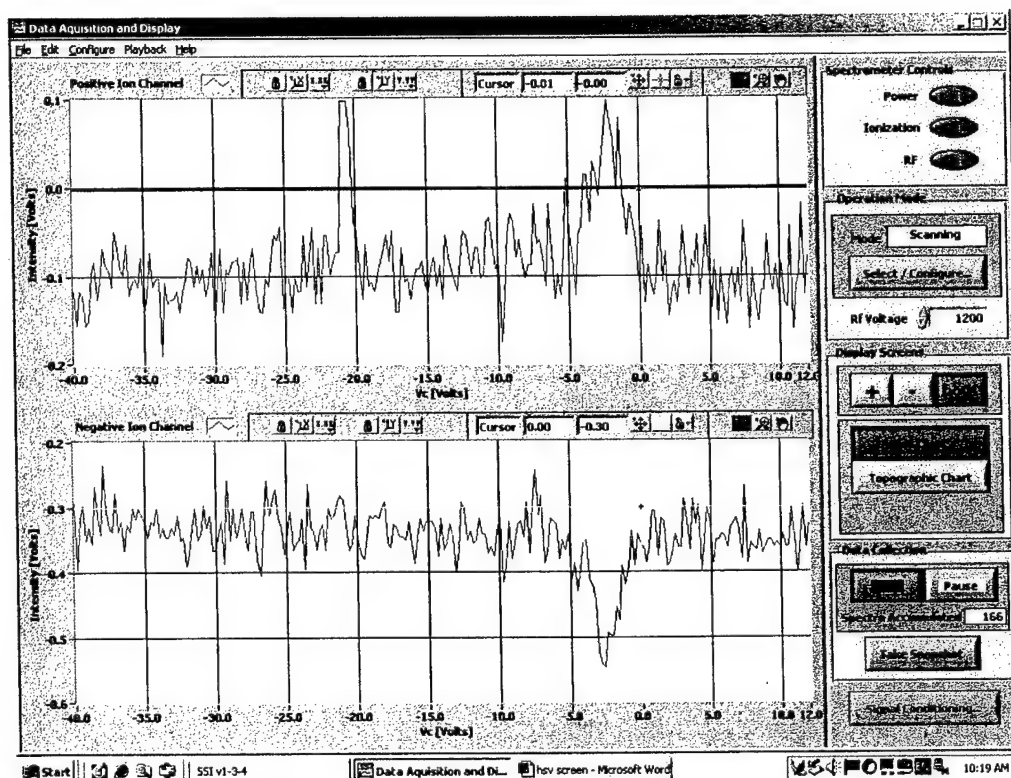 Data Aquisition and Display
File Edit Configure Playback Help
Positive Ion Channel
Cursor -0.01 -0.00
0.1
0.0
-0.1
-0.2
Intensity [Volts]
-40.0 -35.0 -30.0 -25.0 -20.0 -15.0 -10.0 -5.0 0.0 5.0 10.0 12.0
Vc [Volts]
Negative Ion Channel
Cursor 0.00 -0.30
-0.2
-0.3
-0.4
-0.5
-0.6
Intensity [Volts]
-40.0 -35.0 -30.0 -25.0 -20.0 -15.0 -10.0 -5.0 0.0 5.0 10.0 12.0
Vc [Volts]
Spectrometer Controls
Power
Ionization
RF
Operation Mode
Mode Scanning
Select / Configure...
Rf Voltage 1200
Display Screens
+ -
Topographic Chart
Data Collection
Pause
Spectra Accumulated 166
Take Snapshot
Signal Conditioning
Start
SSI v1-3-4
Data Aquisition and Di...
hsv screen - Microsoft Word
10:19 AM